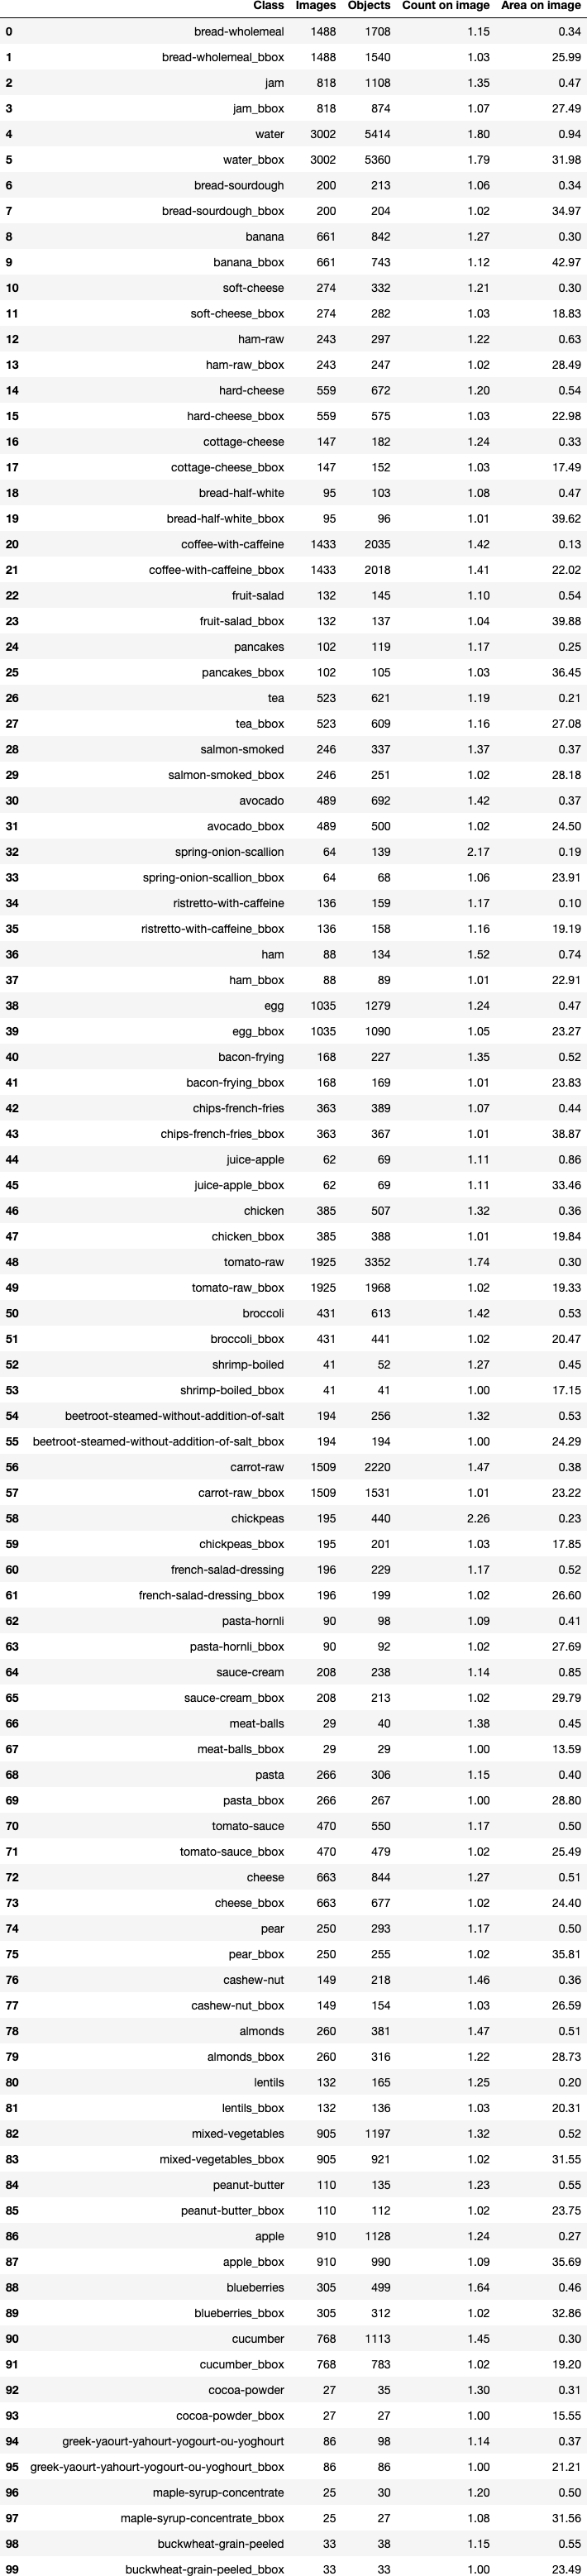 Class Images Objects Count on image Area on image
0 bread-wholemeal 1488 1708 1.15 0.34
1 bread-wholemeal_bbox 1488 1540 1.03 25.99
2 jam 818 1108 1.35 0.47
3 jam_bbox 818 874 1.07 27.49
4 water 3002 5414 1.80 0.94
5 water_bbox 3002 5360 1.79 31.98
6 bread-sourdough 200 213 1.06 0.34
7 bread-sourdough_bbox 200 204 1.02 34.97
8 banana 661 842 1.27 0.30
9 banana_bbox 661 743 1.12 42.97
10 soft-cheese 274 332 1.21 0.30
11 soft-cheese_bbox 274 282 1.03 18.83
12 ham-raw 243 297 1.22 0.63
13 ham-raw_bbox 243 247 1.02 28.49
14 hard-cheese 559 672 1.20 0.54
15 hard-cheese_bbox 559 575 1.03 22.98
16 cottage-cheese 147 182 1.24 0.33
17 cottage-cheese_bbox 147 152 1.03 17.49
18 bread-half-white 95 103 1.08 0.47
19 bread-half-white_bbox 95 96 1.01 39.62
20 coffee-with-caffeine 1433 2035 1.42 0.13
21 coffee-with-caffeine_bbox 1433 2018 1.41 22.02
22 fruit-salad 132 145 1.10 0.54
23 fruit-salad_bbox 132 137 1.04 39.88
24 pancakes 102 119 1.17 0.25
25 pancakes_bbox 102 105 1.03 36.45
26 tea 523 621 1.19 0.21
27 tea_bbox 523 609 1.16 27.08
28 salmon-smoked 246 337 1.37 0.37
29 salmon-smoked_bbox 246 251 1.02 28.18
30 avocado 489 692 1.42 0.37
31 avocado_bbox 489 500 1.02 24.50
32 spring-onion-scallion 64 139 2.17 0.19
33 spring-onion-scallion_bbox 64 68 1.06 23.91
34 ristretto-with-caffeine 136 159 1.17 0.10
35 ristretto-with-caffeine_bbox 136 158 1.16 19.19
36 ham 88 134 1.52 0.74
37 ham_bbox 88 89 1.01 22.91
38 egg 1035 1279 1.24 0.47
39 egg_bbox 1035 1090 1.05 23.27
40 bacon-frying 168 227 1.35 0.52
41 bacon-frying_bbox 168 169 1.01 23.83
42 chips-french-fries 363 389 1.07 0.44
43 chips-french-fries_bbox 363 367 1.01 38.87
44 juice-apple 62 69 1.11 0.86
45 juice-apple_bbox 62 69 1.11 33.46
46 chicken 385 507 1.32 0.36
47 chicken_bbox 385 388 1.01 19.84
48 tomato-raw 1925 3352 1.74 0.30
49 tomato-raw_bbox 1925 1968 1.02 19.33
50 broccoli 431 613 1.42 0.53
51 broccoli_bbox 431 441 1.02 20.47
52 shrimp-boiled 41 52 1.27 0.45
53 shrimp-boiled_bbox 41 41 1.00 17.15
54 beetroot-steamed-without-addition-of-salt 194 256 1.32 0.53
55 beetroot-steamed-without-addition-of-salt_bbox 194 194 1.00 24.29
56 carrot-raw 1509 2220 1.47 0.38
57 carrot-raw_bbox 1509 1531 1.01 23.22
58 chickpeas 195 440 2.26 0.23
59 chickpeas_bbox 195 201 1.03 17.85
60 french-salad-dressing 196 229 1.17 0.52
61 french-salad-dressing_bbox 196 199 1.02 26.60
62 pasta-hornli 90 98 1.09 0.41
63 pasta-hornli_bbox 90 92 1.02 27.69
64 sauce-cream 208 238 1.14 0.85
65 sauce-cream_bbox 208 213 1.02 29.79
66 meat-balls 29 40 1.38 0.45
67 meat-balls_bbox 29 29 1.00 13.59
68 pasta 266 306 1.15 0.40
69 pasta_bbox 266 267 1.00 28.80
70 tomato-sauce 470 550 1.17 0.50
71 tomato-sauce_bbox 470 479 1.02 25.49
72 cheese 663 844 1.27 0.51
73 cheese_bbox 663 677 1.02 24.40
74 pear 250 293 1.17 0.50
75 pear_bbox 250 255 1.02 35.81
76 cashew-nut 149 218 1.46 0.36
77 cashew-nut_bbox 149 154 1.03 26.59
78 almonds 260 381 1.47 0.51
79 almonds_bbox 260 316 1.22 28.73
80 lentils 132 165 1.25 0.20
81 lentils_bbox 132 136 1.03 20.31
82 mixed-vegetables 905 1197 1.32 0.52
83 mixed-vegetables_bbox 905 921 1.02 31.55
84 peanut-butter 110 135 1.23 0.55
85 peanut-butter_bbox 110 112 1.02 23.75
86 apple 910 1128 1.24 0.27
87 apple_bbox 910 990 1.09 35.69
88 blueberries 305 499 1.64 0.46
89 blueberries_bbox 305 312 1.02 32.86
90 cucumber 768 1113 1.45 0.30
91 cucumber_bbox 768 783 1.02 19.20
92 cocoa-powder 27 35 1.30 0.31
93 cocoa-powder_bbox 27 27 1.00 15.55
94 greek-yaourt-yahourt-yogourt-ou-yoghourt 86 98 1.14 0.37
95 greek-yaourt-yahourt-yogourt-ou-yoghourt_bbox 86 86 1.00 21.21
96 maple-syrup-concentrate 25 30 1.20 0.50
97 maple-syrup-concentrate_bbox 25 27 1.08 31.56
98 buckwheat-grain-peeled 33 38 1.15 0.55
99 buckwheat-grain-peeled_bbox 33 33 1.00 23.49